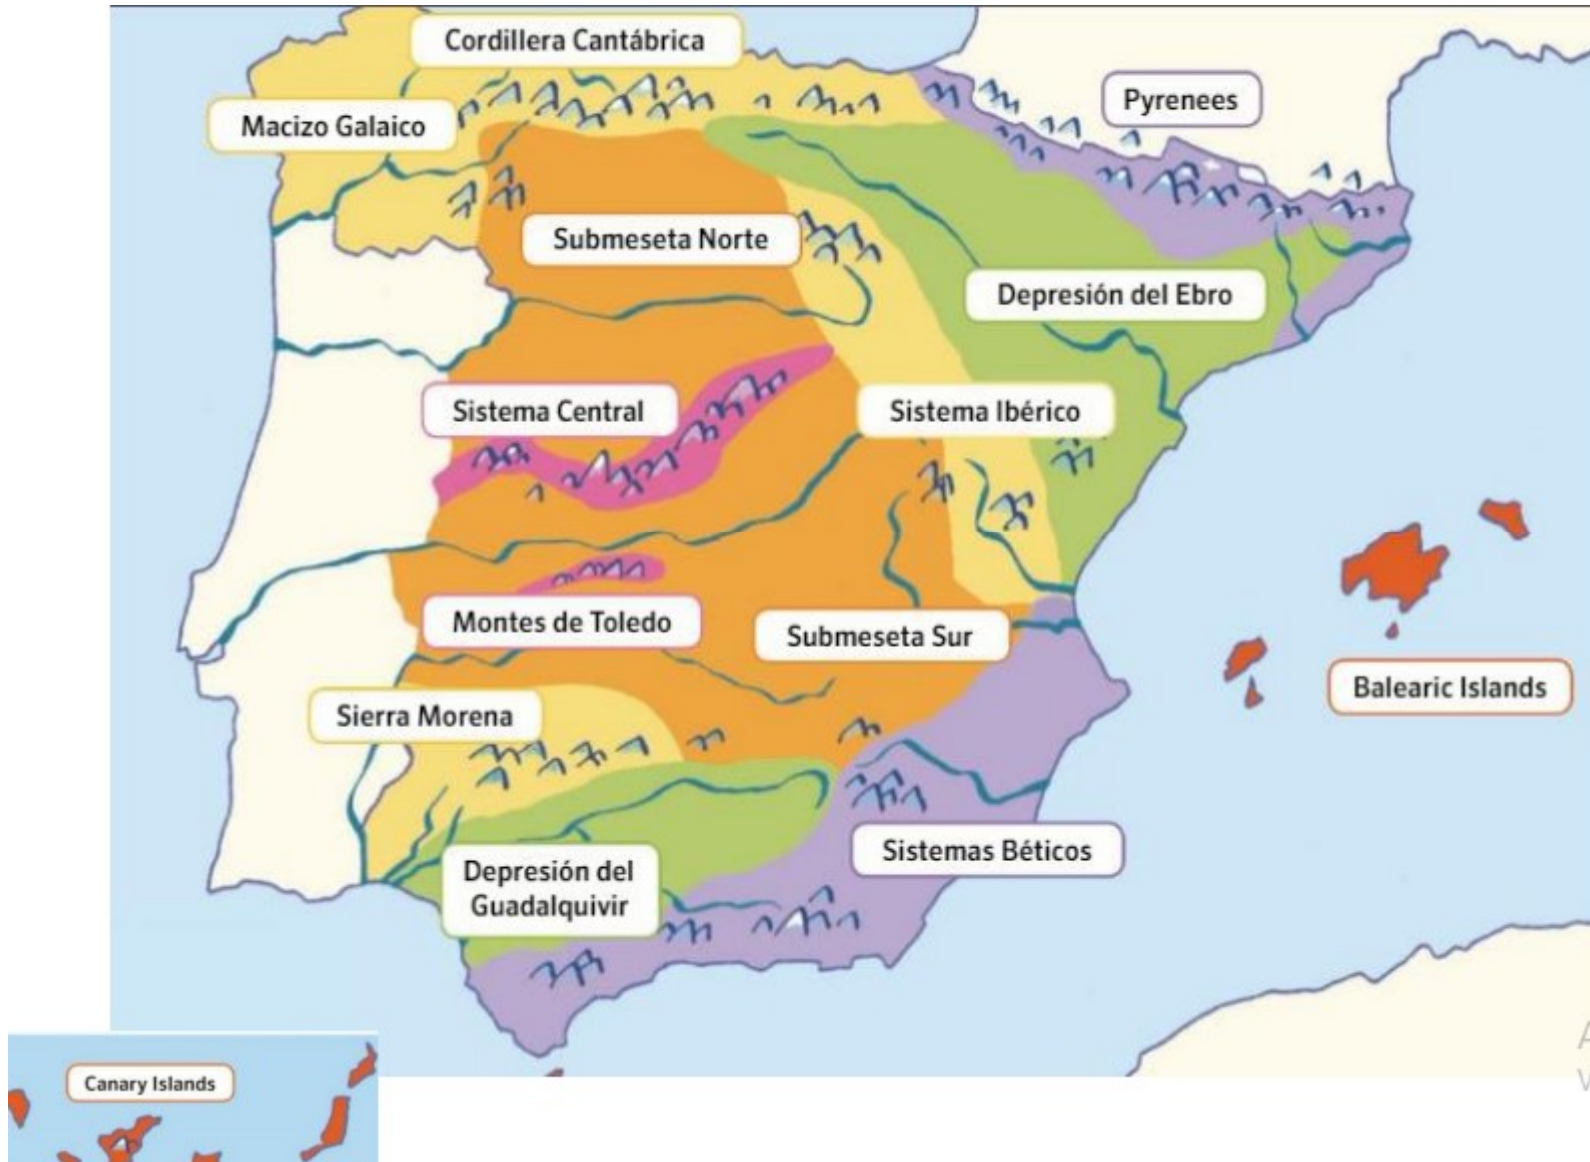 Cordillera Cantábrica
Pyrenees
Macizo Galaico
Submeseta Norte
Depresión del Ebro
Sistema Central
Sistema Ibérico
Montes de Toledo
Submeseta Sur
Balearic Islands
Sierra Morena
Sistemas Béticos
Depresión del
Guadalquivir
Canary Islands